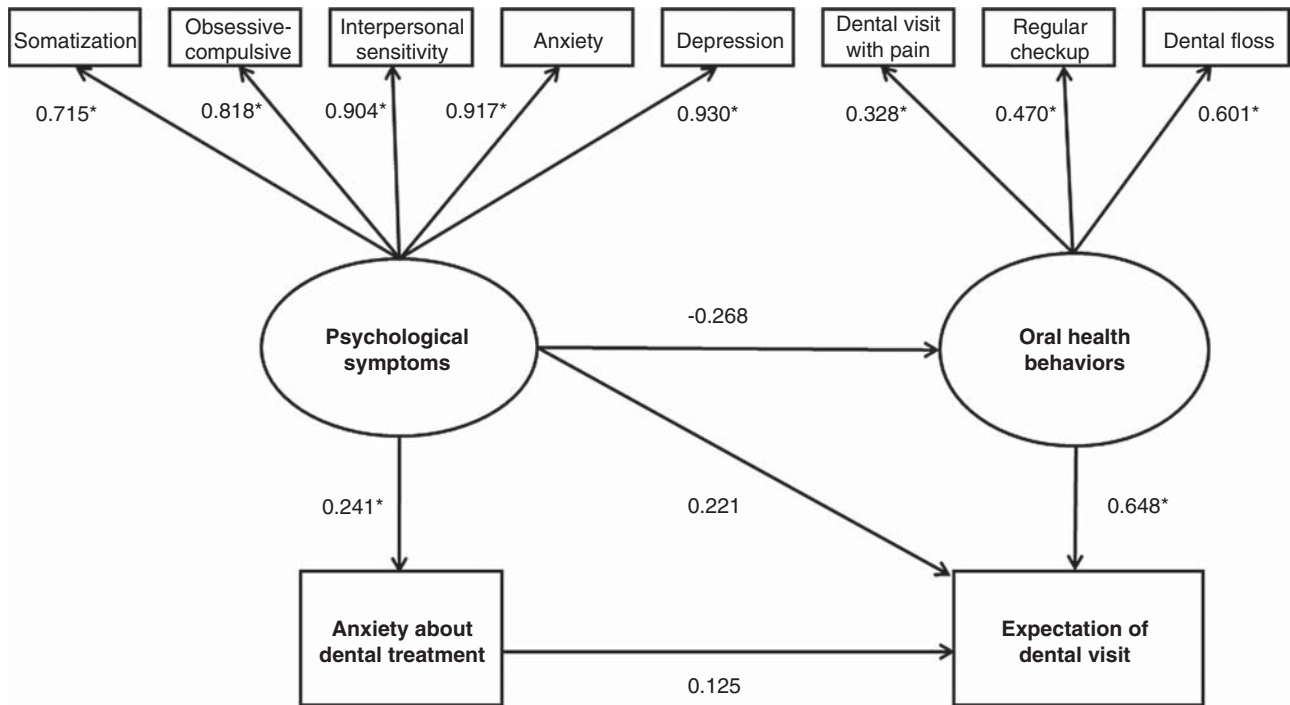 Somatization
Obsessive-
compulsive
Interpersonal
sensitivity
Anxiety
Depression
Dental visit
with pain
Regular
checkup
Dental floss
0.715*
0.818*
0.904*
0.917*
0.930*
0.328*
0.470*
0.601*
Psychological
symptoms
-0.268
Oral health
behaviors
0.241*
0.221
0.648*
Anxiety about
dental treatment
0.125
Expectation of
dental visit